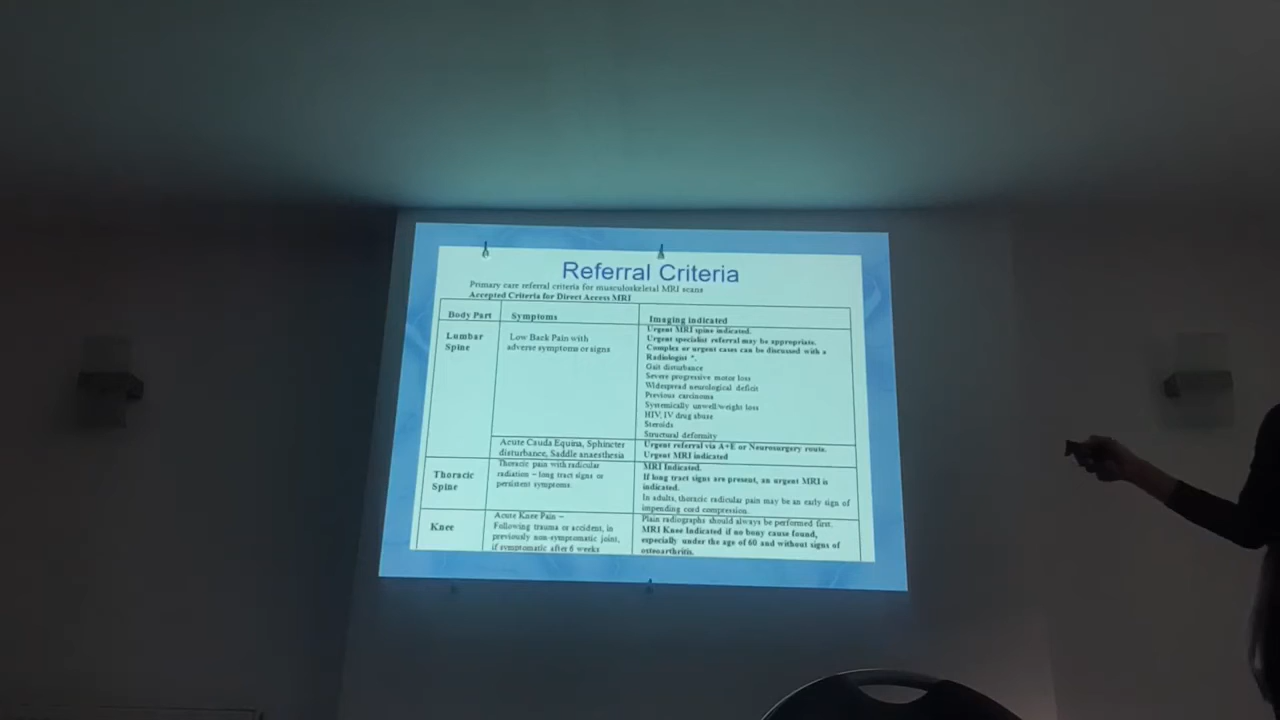 Referral Criteria
Primary care referral criteria for musculoskeletal MRI scans
Accepted Criteria for Direct Access MRI
Body Part
Symptoms
Imaging indicated
Lumbar
Spine
Low Back Pain with
adverse symptoms or signs
Urgent MRI spine indicated.
Urgent specialist referral may be appropriate.
Complex or urgent cases can be discussed with a
Radiologist *.
Gait disturbance
Severe progressive motor loss
Widespread neurological deficit
Previous carcinoma
Systemically unwell/weight loss
HIV, IV drug abuse
Steroids
Structural deformity
Acute Cauda Equina, Sphincter
disturbance, Saddle anaesthesia
Urgent referral via A+E or Neurosurgery route.
Urgent MRI indicated
Thoracic
Spine
Thoracic pain with radicular
radiation – long tract signs or
persistent symptoms.
MRI Indicated.
If long tract signs are present, an urgent MRI is
indicated.
In adults, thoracic radicular pain may be an early sign of
impending cord compression.
Knee
Acute Knee Pain –
Following trauma or accident, in
previously non-symptomatic joint,
if symptomatic after 6 weeks
Plain radiographs should always be performed first.
MRI Knee Indicated if no bony cause found,
especially under the age of 60 and without signs of
osteoarthritis.